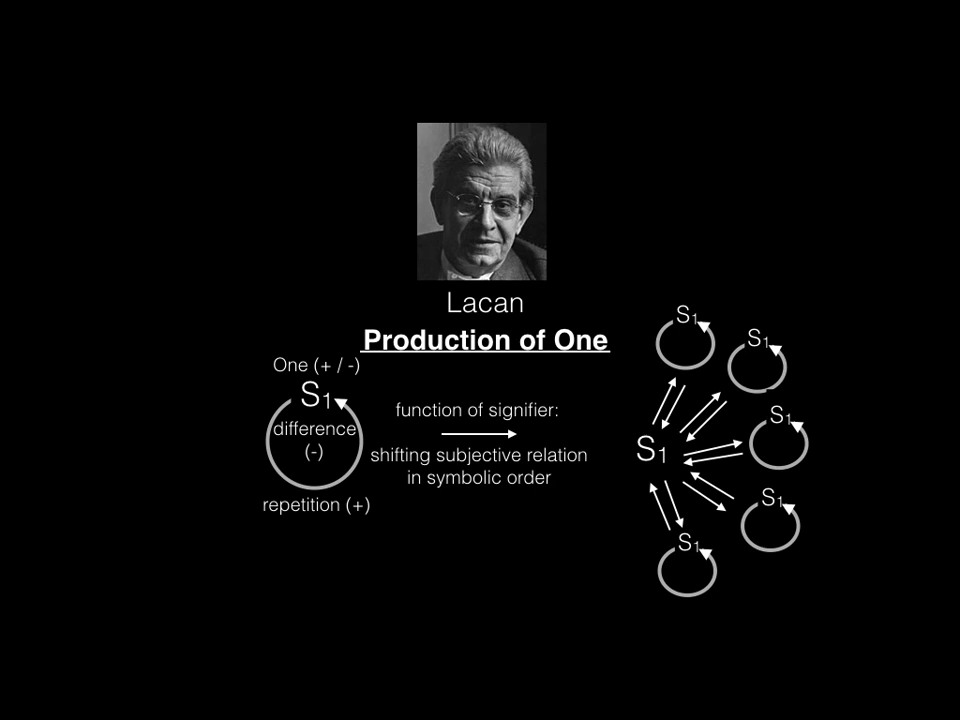 Lacan
Production of One
One (+ / -)
S₁
difference
(-)
repetition (+)
function of signifier:
shifting subjective relation
in symbolic order
S₁
S₁
S₁
S₁
S₁
S₁